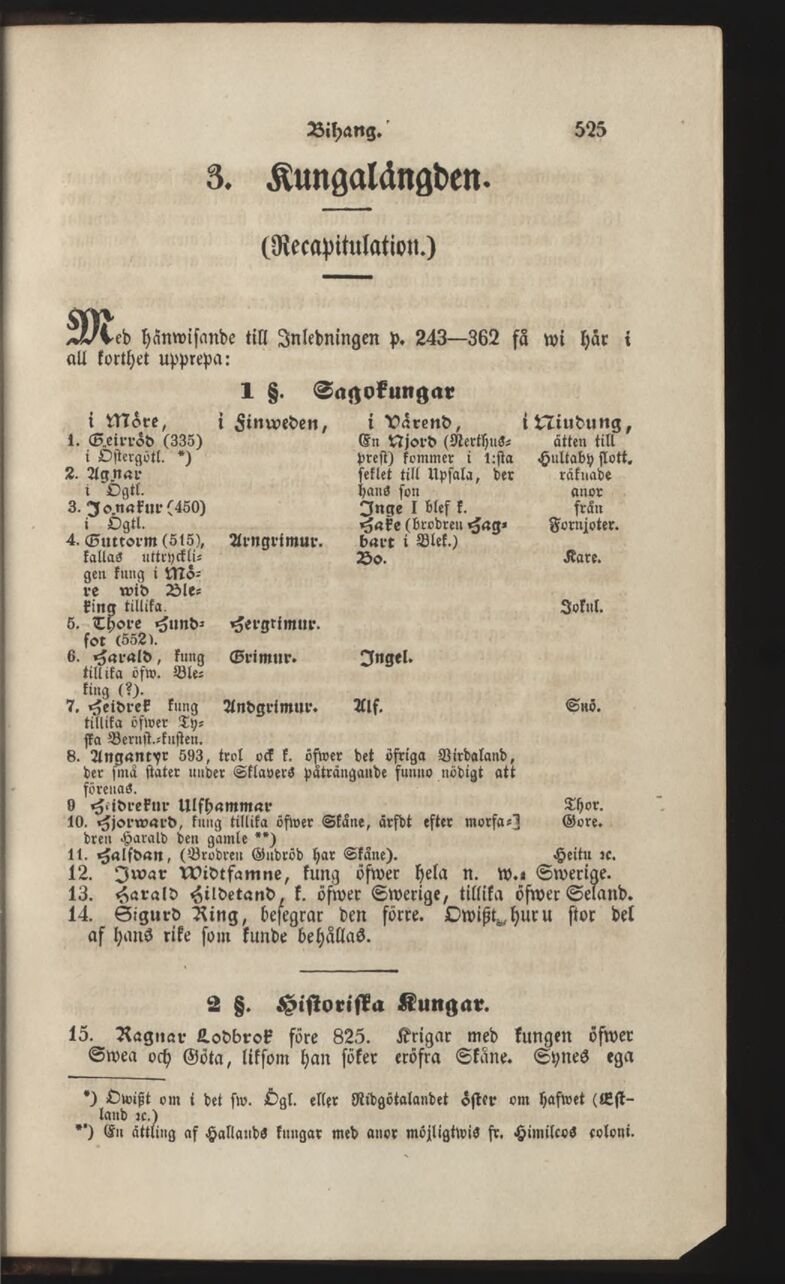 Bihang. 525
3. Kungalängden.
(Recapitulation.)
Med hänwisande till Inledningen p. 243—362 få wi här i
all korthet upprepa:
1 §. Sagokungar
i Möre, i Finweden, i Värend, i Niudung,
1. Geirröd (335) En Njord (Nerthus- ätten till
i Östergötl. *) prest) kommer i 1:sta Hultaby slott.
2. Agnar seklet till Upsala, der räknade
i Ögtl. hans son anor
3. Jonakur (450) Inge I blef k. från
i Ögtl. Hake (brodren Hag- Fornjoter.
4. Guttorm (515), Arngrimur. bart i Blek.)
kallas uttryckli- Bo. Kare.
gen kung i Mö-
re wid Ble-
king tillika. Jokul.
5. Thore Hund- Hergrimur.
fot (552).
6. Harald, kung Grimur. Ingel.
tillika öfw. Ble-
king (?).
7. Heidrek kung Andgrimur. Alf. Snö.
tillika öfwer Ty-
ska Bernst.-kusten.
8. Angantyr 593, trol ock k. öfwer det öfriga Virdaland,
der små stater under Sklavers påträngande funno nödigt att
förenas.
9 Heidrekur Ulfhammar Thor.
10. Hjorward, kung tillika öfwer Skåne, ärfdt efter morfa-] Gore.
dren Harald den gamle **)
11. Halfdan, (Brodren Gudröd har Skåne). Heitu ꝛc.
12. Iwar Widtfamne, kung öfwer hela n. w. Swerige.
13. Harald Hildetand, k. öfwer Swerige, tillika öfwer Seland.
14. Sigurd Ring, besegrar den förre. Owißt huru stor del
af hans rike som kunde behållas.
2 §. Historiska Kungar.
15. Ragnar Lodbrok före 825. Krigar med kungen öfwer
Swea och Göta, liksom han söker eröfra Skåne. Synes ega
*) Owißt om i det sw. Ögl. eller Ridgötalandet öster om hafwet (Est-
land ꝛc.)
**) En ättling af Hallands kungar med anor möjligtwis fr. Himilcos coloni.